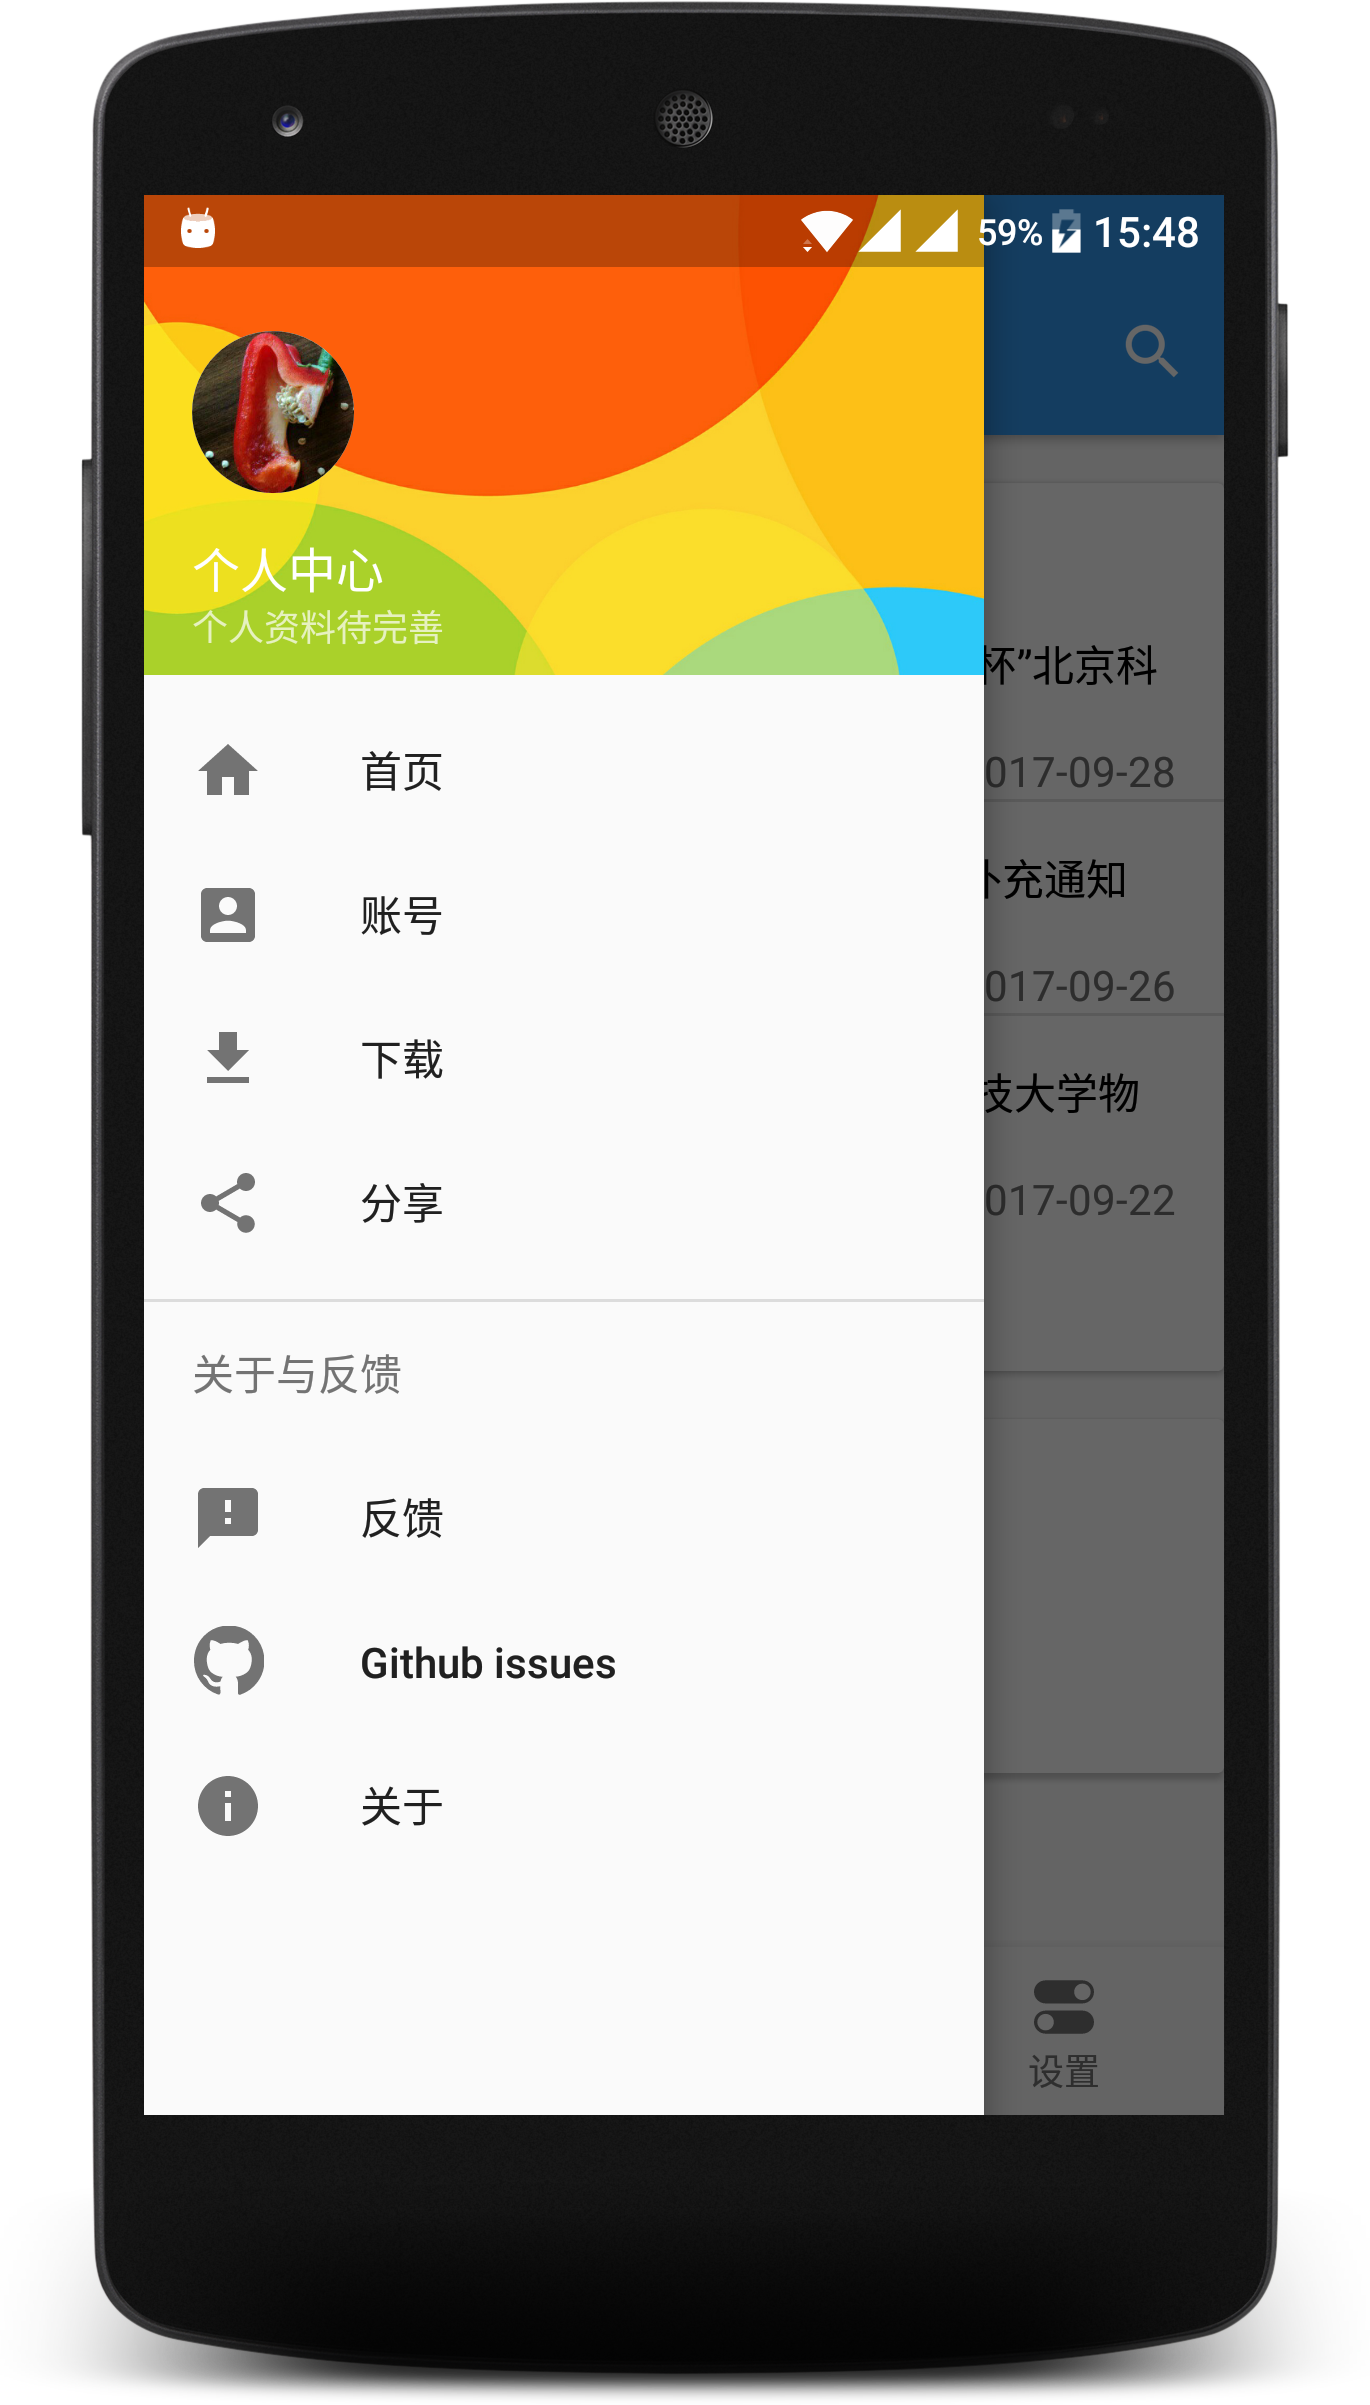 59% 15:48
个人中心
个人资料待完善
首页
账号
下载
分享
关于与反馈
反馈
Github issues
关于
杯”北京科
017-09-28
充通知
017-09-26
技大学物
017-09-22
设置